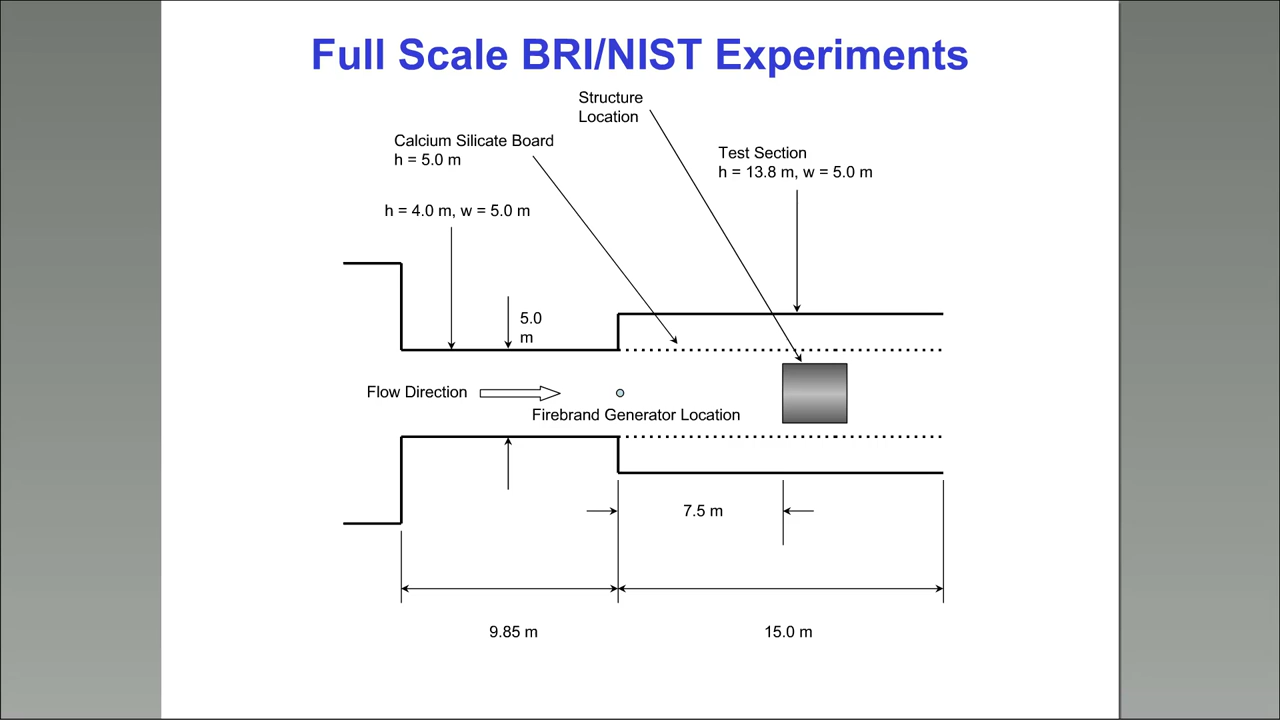 Full Scale BRI/NIST Experiments
Structure
Location
Calcium Silicate Board
h = 5.0 m
Test Section
h = 13.8 m, w = 5.0 m
h = 4.0 m, w = 5.0 m
5.0
m
Flow Direction
Firebrand Generator Location
7.5 m
9.85 m
15.0 m